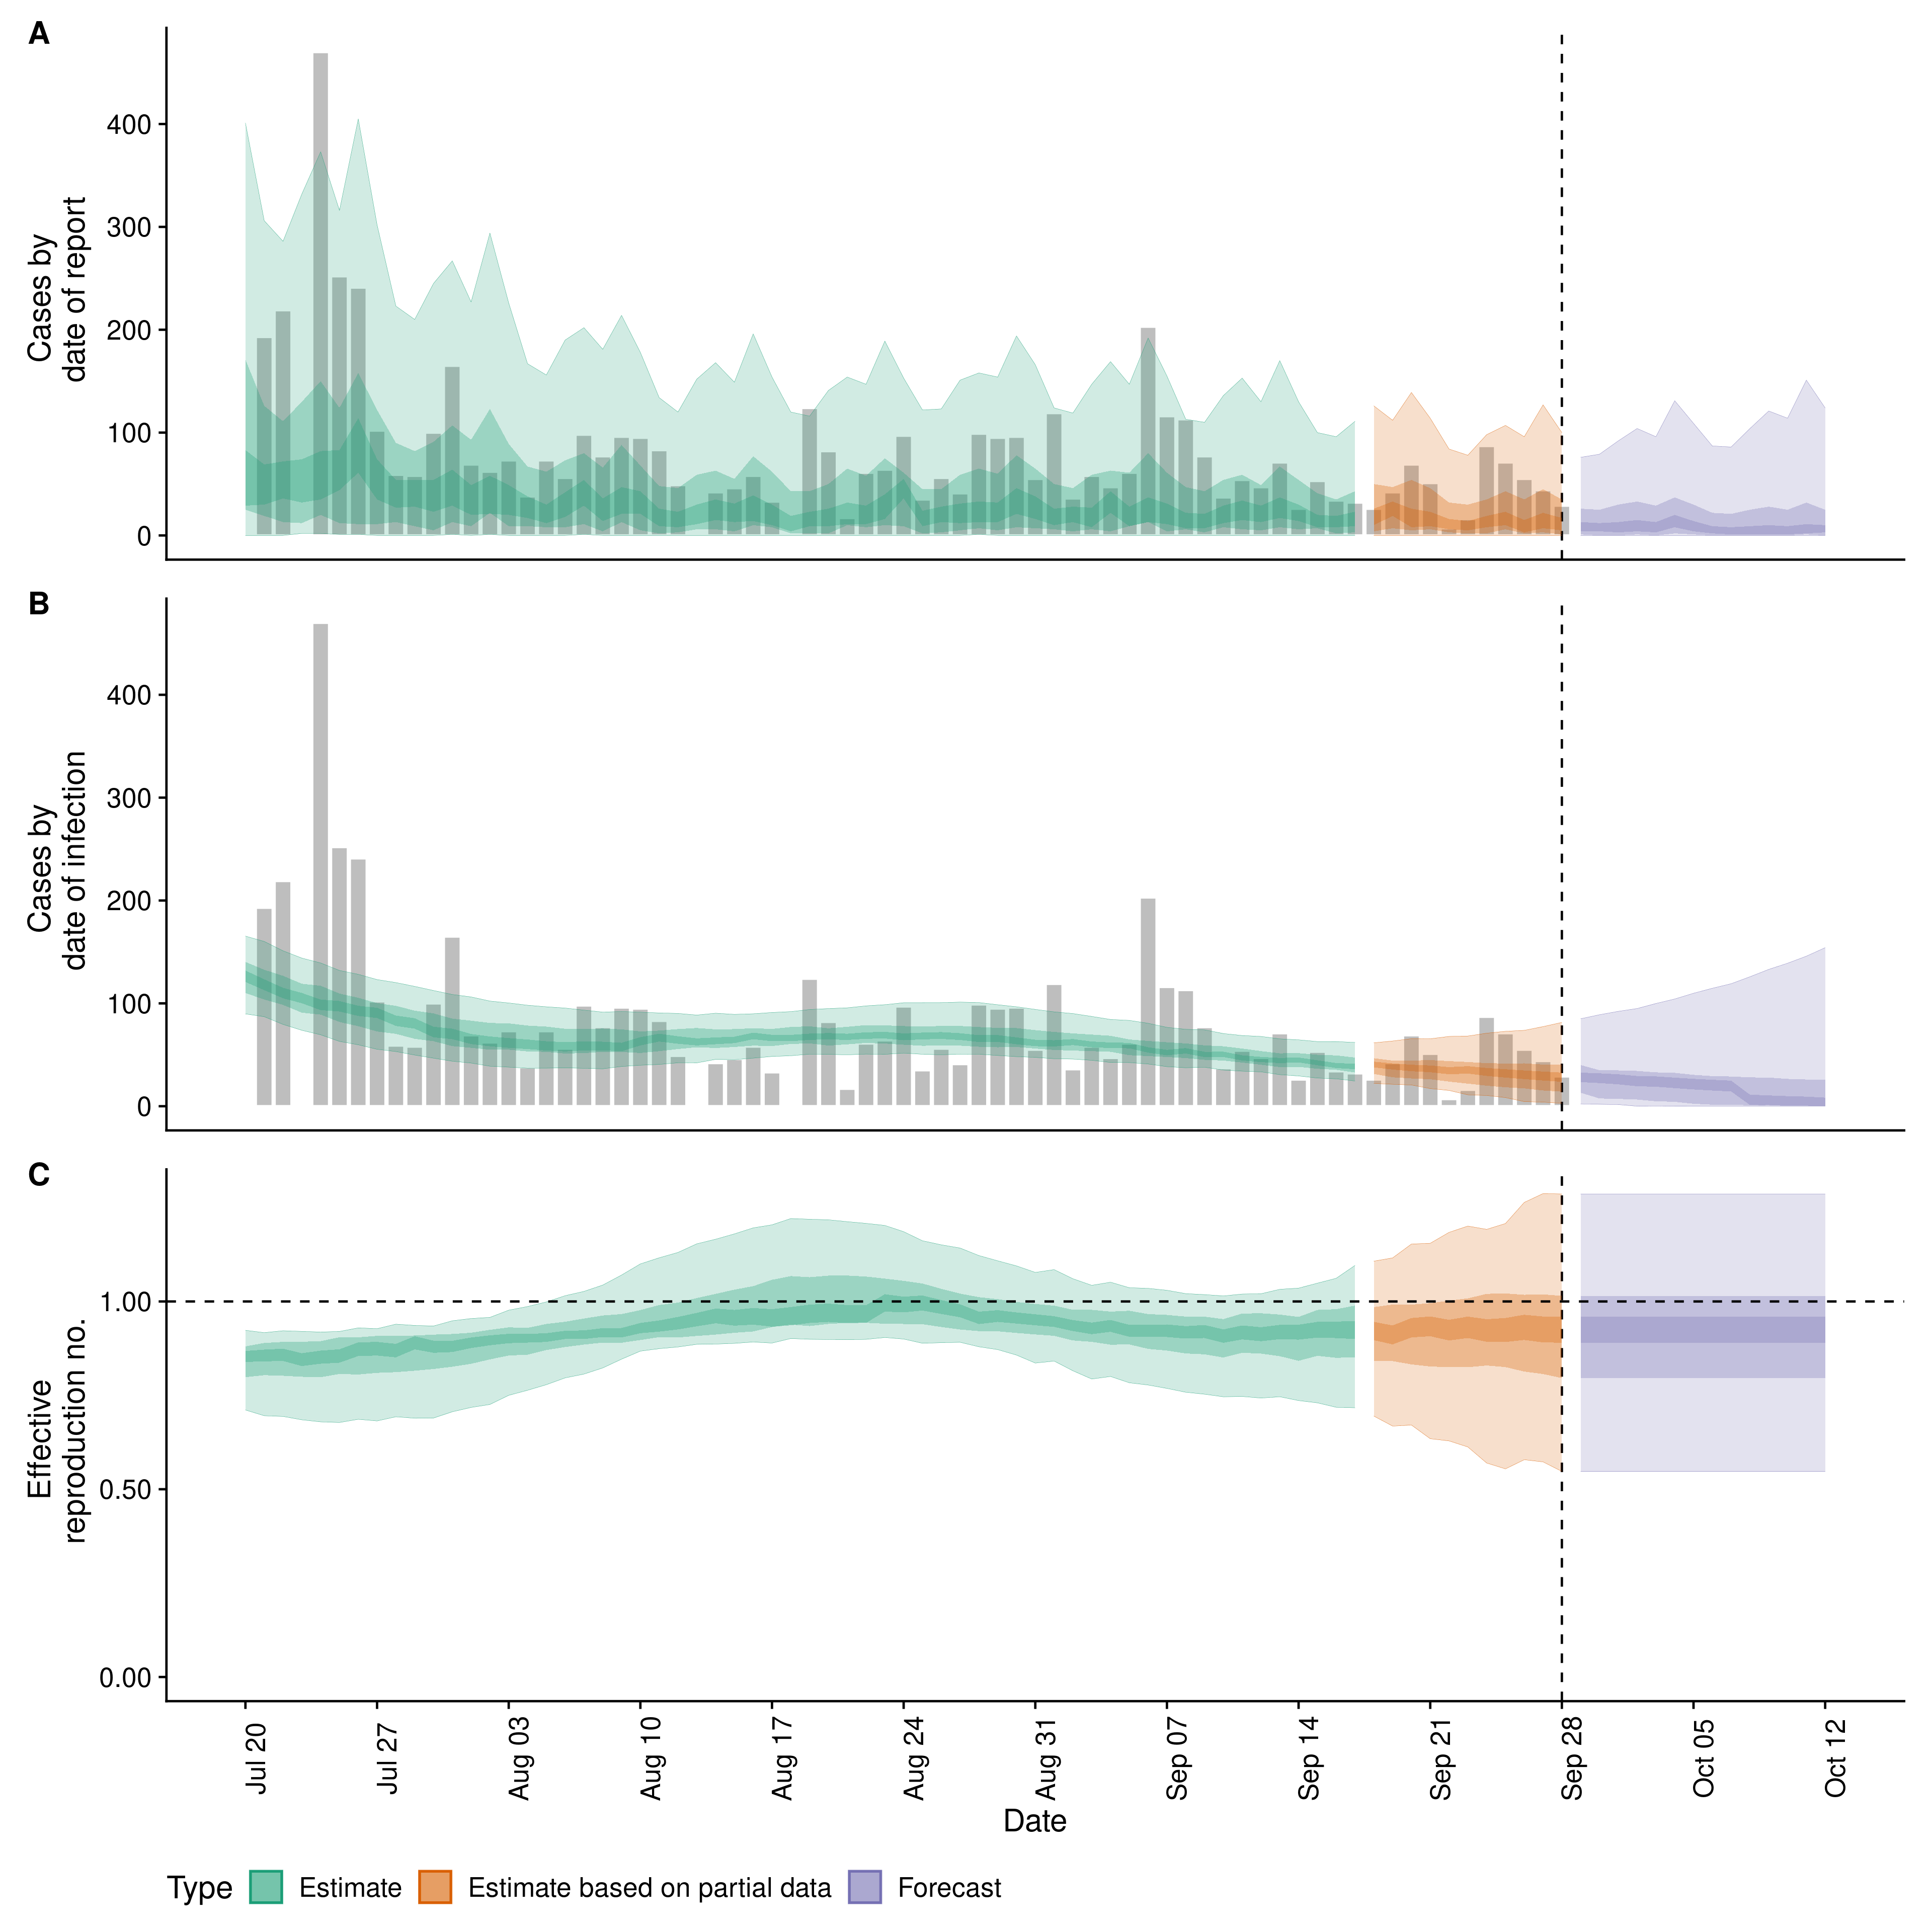 A
Cases by
date of report
400
300
200
100
0
B
Cases by
date of infection
400
300
200
100
0
C
Effective
reproduction no.
1.00
0.50
0.00
Jul 20
Jul 27
Aug 03
Aug 10
Aug 17
Aug 24
Aug 31
Sep 07
Sep 14
Sep 21
Sep 28
Oct 05
Oct 12
Date
Type
Estimate
Estimate based on partial data
Forecast